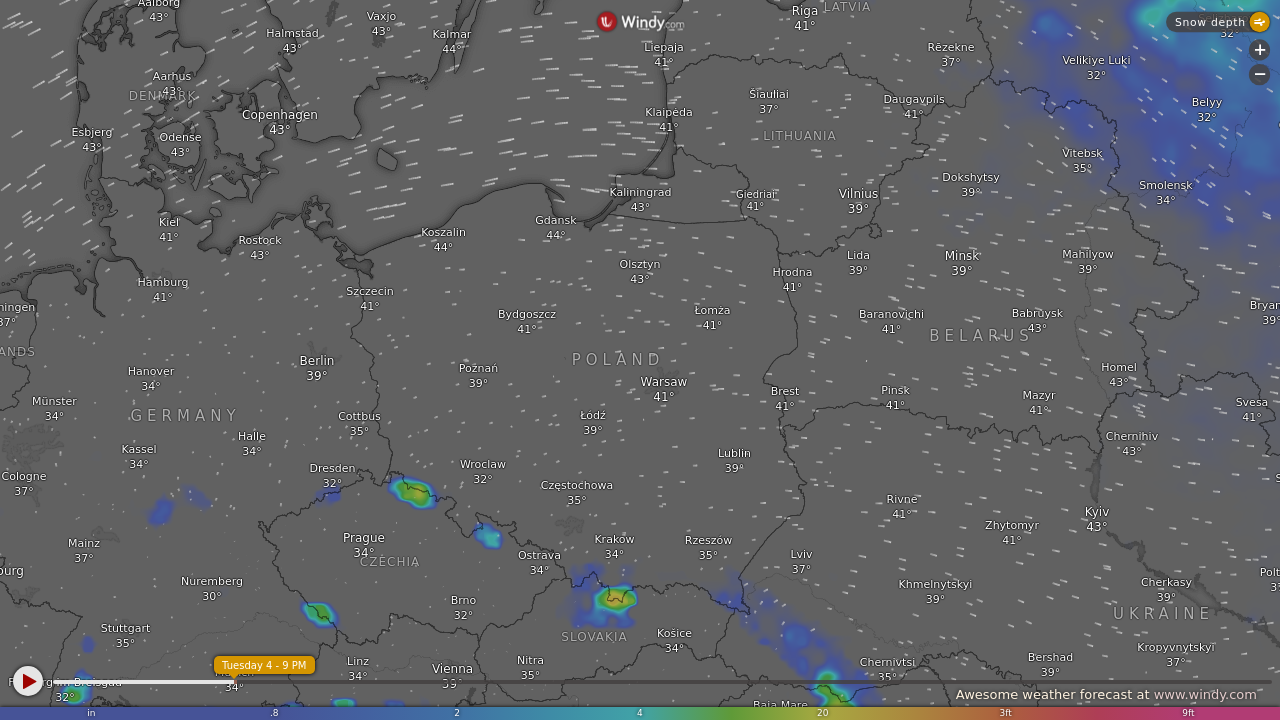 Aalborg
43°
Vaxjo
43°
Halmstad
43°
Kalmar
44°
Windy.com
Riga
41°
LATVIA
Snow depth
32°
Liepaja
41°
Rēzekne
37°
Velikiye Luki
32°
Aarhus
43°
DENMARK
Šiauliai
37°
Daugavpils
41°
Belyy
32°
Copenhagen
43°
Klaipėda
41°
Esbjerg
43°
Odense
43°
LITHUANIA
Vitebsk
35°
Dokshytsy
39°
Smolensk
34°
Kaliningrad
43°
Giedriai
41°
Vilnius
39°
Kiel
41°
Rostock
43°
Koszalin
44°
Gdansk
44°
Lida
39°
Minsk
39°
Mahilyow
39°
Olsztyn
43°
Hrodna
41°
Hamburg
41°
Szczecin
41°
ningen
37°
Bydgoszcz
41°
Łomża
41°
Baranovichi
41°
Babruysk
43°
Bryan
39°
BELARUS
ANDS
POLAND
Berlin
39°
Hanover
34°
Poznań
39°
Warsaw
41°
Homel
43°
Brest
41°
Pinsk
41°
Mazyr
41°
Münster
34°
GERMANY
Cottbus
35°
Łódź
39°
Svesa
41°
Halle
34°
Chernihiv
43°
Kassel
34°
Lublin
39°
Dresden
32°
Wroclaw
32°
Cologne
37°
Częstochowa
35°
Rivne
41°
Kyiv
43°
Zhytomyr
41°
Mainz
37°
Prague
34°
CZECHIA
Krakow
34°
Rzeszow
35°
Ostrava
34°
Lviv
37°
burg
Nuremberg
30°
Khmelnytskyi
39°
Cherkasy
39°
Polt
Brno
32°
UKRAINE
Stuttgart
35°
SLOVAKIA
Košice
34°
Kropyvnytskyi
37°
Tuesday 4 - 9 PM
Linz
34°
Vienna
39°
Nitra
35°
Chernivtsi
35°
Bershad
39°
32°
34°
Awesome weather forecast at www.windy.com
Baia Mare
in .8 2 4 20 3ft 9ft